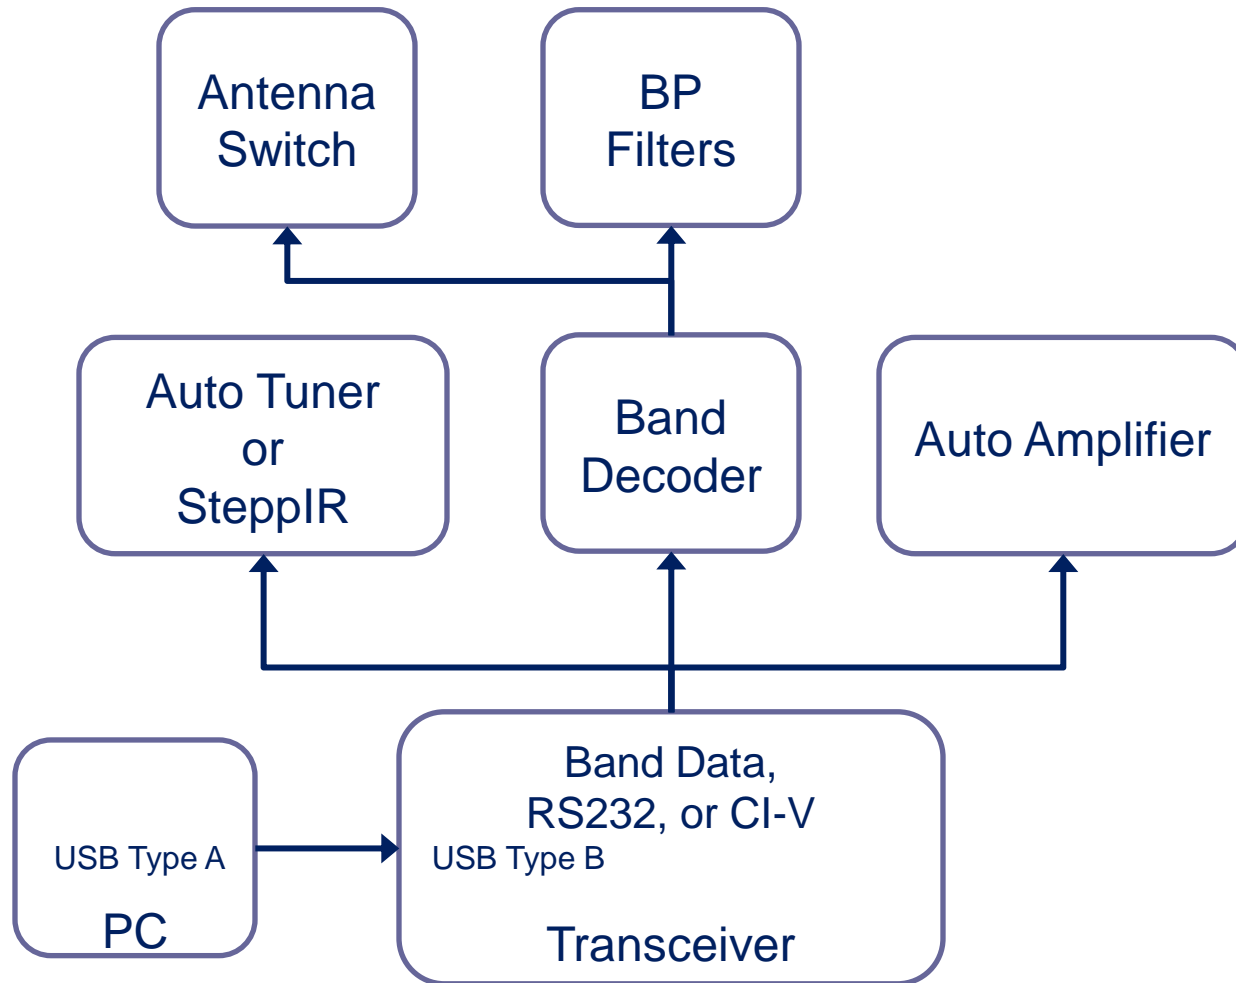 Antenna
Switch
BP
Filters
Auto Tuner
or
SteppIR
Band
Decoder
Auto Amplifier
USB Type A
PC
Band Data,
RS232, or CI-V
USB Type B
Transceiver